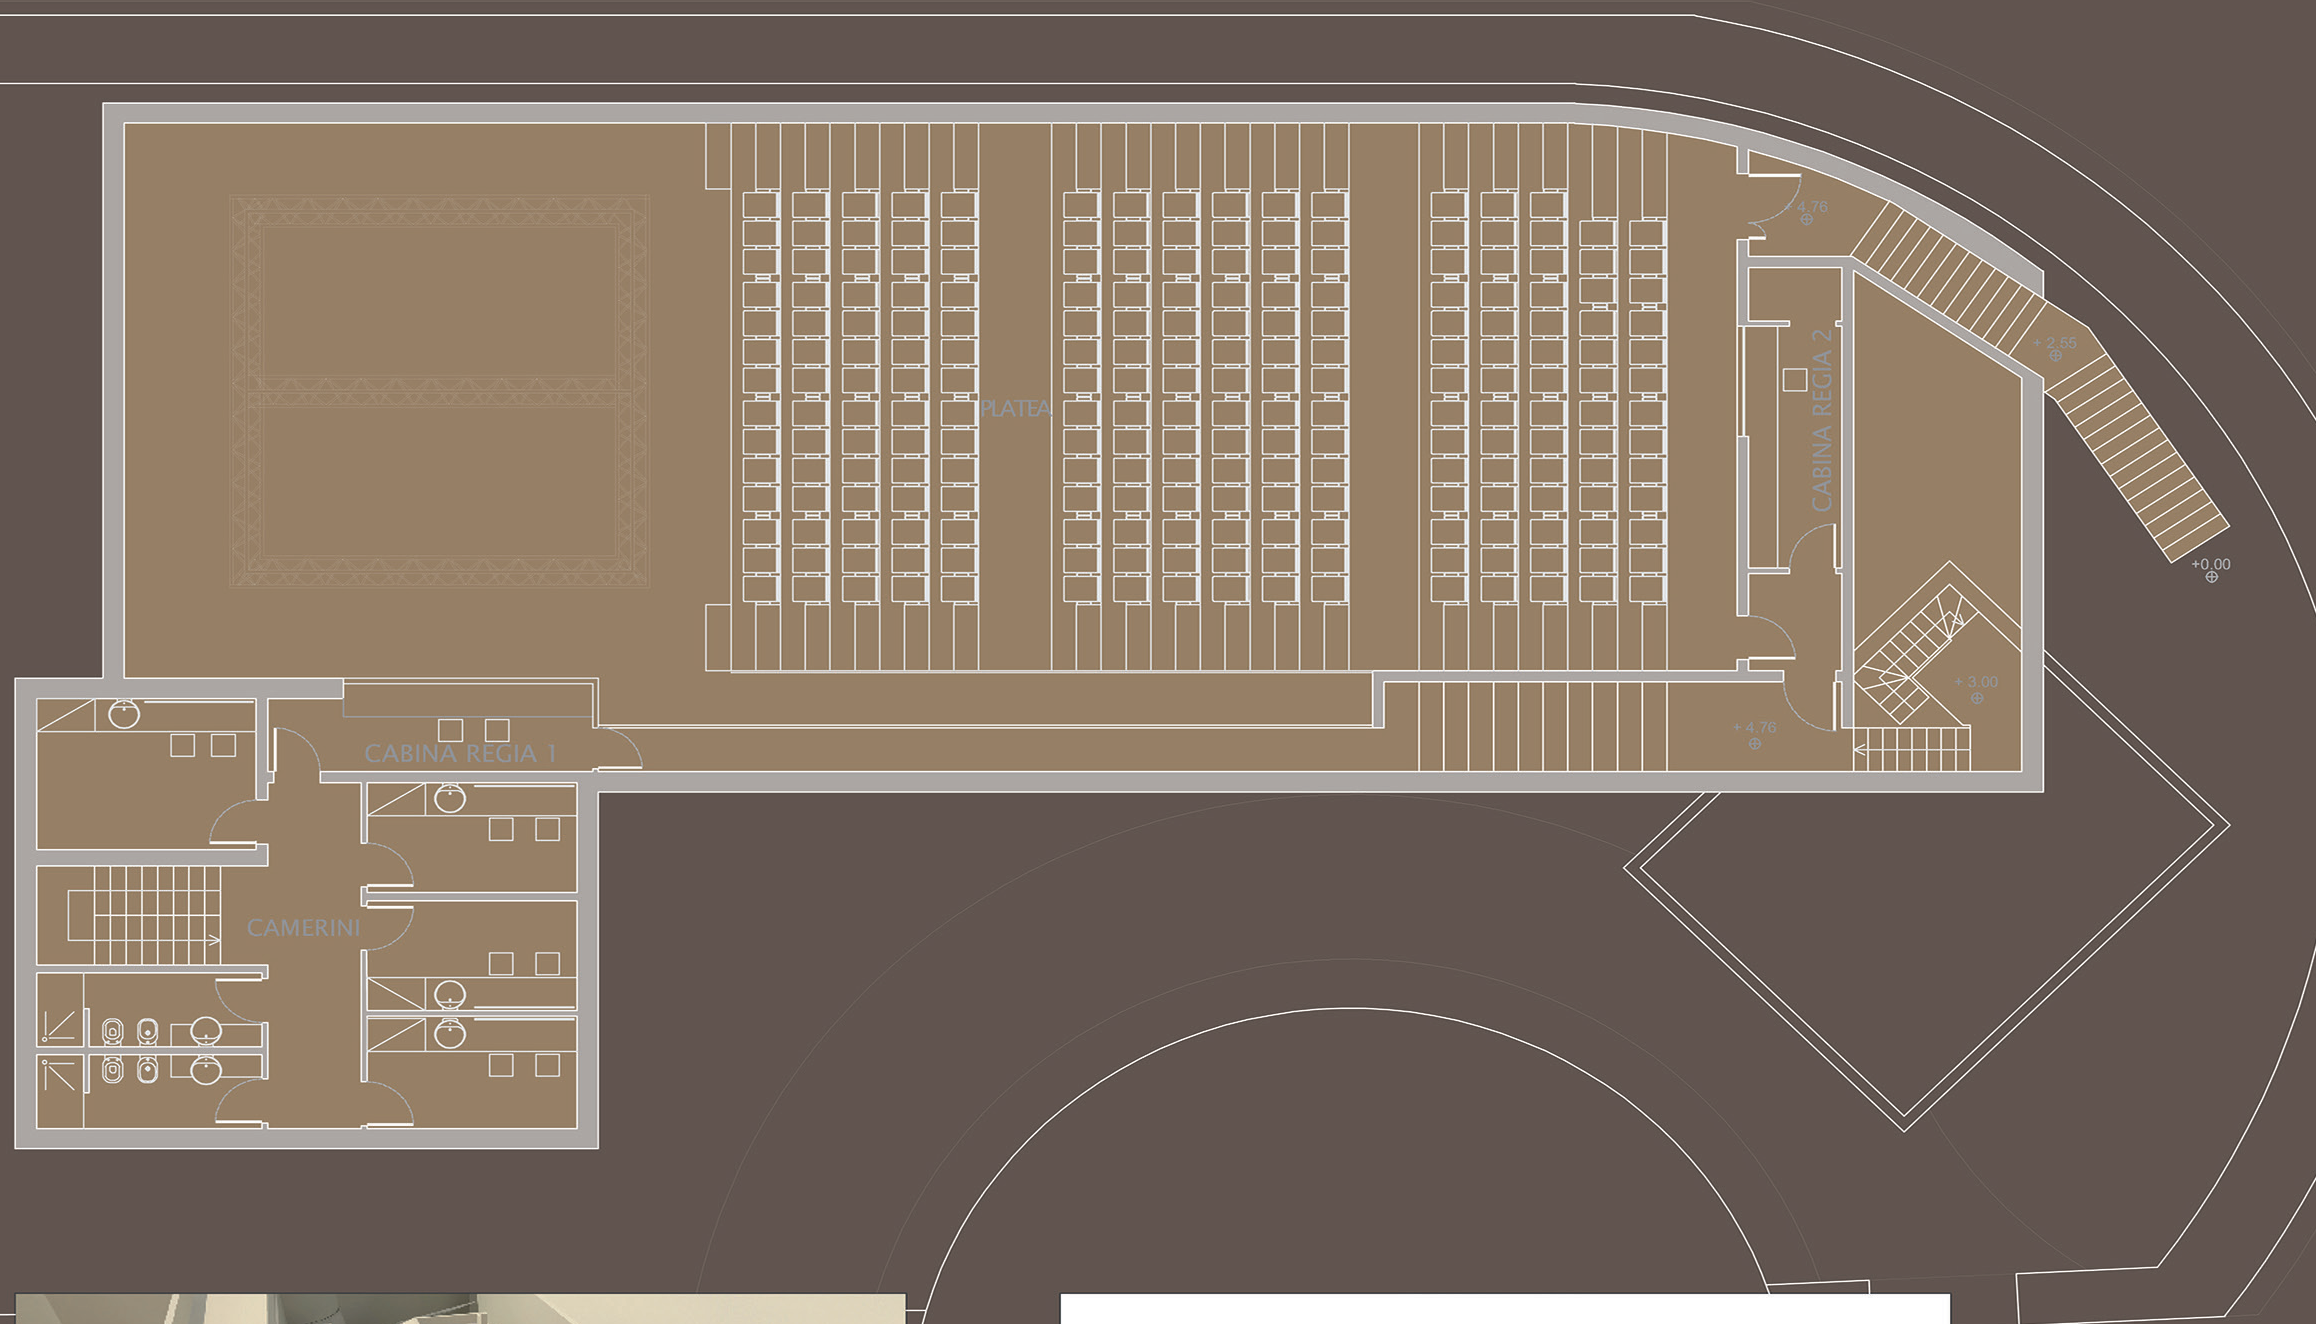 + 4.76
+ 2.55
CABINA REGIA 2
PLATEA
+0.00
+ 3.00
+ 4.76
CABINA REGIA 1
CAMERINI